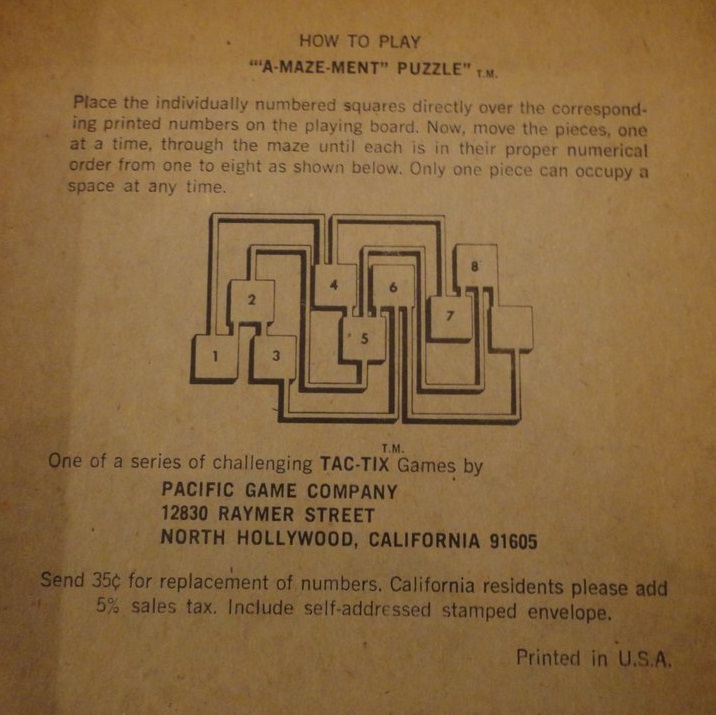 HOW TO PLAY
"'A-MAZE-MENT" PUZZLE" T.M.
Place the individually numbered squares directly over the correspond-
ing printed numbers on the playing board. Now, move the pieces, one
at a time, through the maze until each is in their proper numerical
order from one to eight as shown below. Only one piece can occupy a
space at any time.
8
4
6
2
7
5
1
3
T.M.
One of a series of challenging TAC-TIX Games by
PACIFIC GAME COMPANY
12830 RAYMER STREET
NORTH HOLLYWOOD, CALIFORNIA 91605
Send 35¢ for replacement of numbers. California residents please add
5% sales tax. Include self-addressed stamped envelope.
Printed in U.S.A.